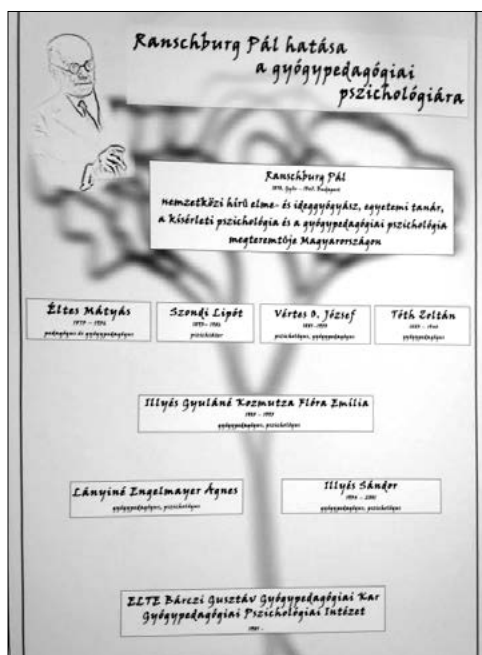 Ranschburg Pál hatása
a gyógypedagógiai
pszichológiára
Ranschburg Pál
Budapest
nemzetközi hírű elme- és ideggyógyász, egyetemi tanár,
a kísérleti pszichológia és a gyógypedagógiai pszichológia
megteremtője Magyarországon
Éltes Mátyás
pedagógus és gyógypedagógus
Szondi Lipót
Vértes O. József
pszichológus, gyógypedagógus
Tóth Zoltán
gyógypedagógus
Illyés Gyuláné Kozmutza Flóra Emília
gyógypedagógus, pszichológus
Lányiné Engelmayer Ágnes
gyógypedagógus, pszichológus
Illyés Sándor
gyógypedagógus, pszichológus
ELTE Bárczi Gusztáv Gyógypedagógiai Kar
Gyógypedagógiai Pszichológiai Intézet